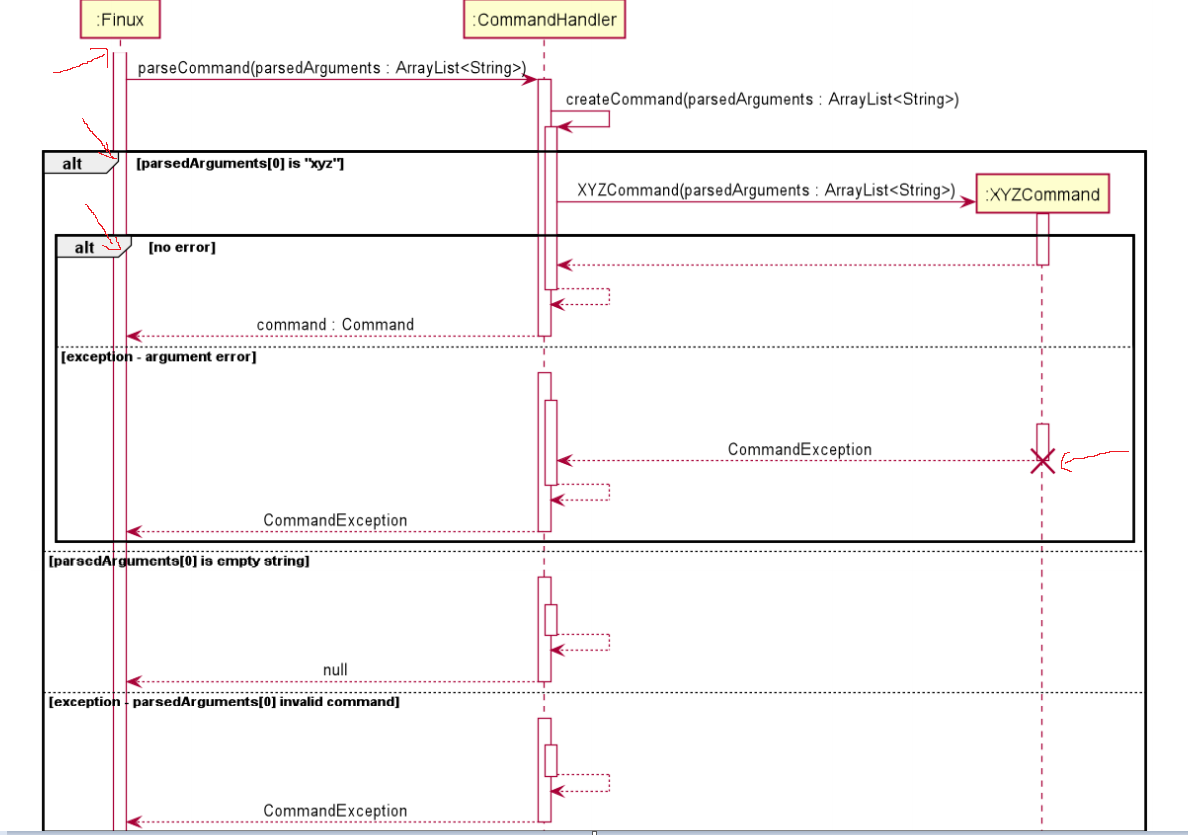 :Finux
:CommandHandler
parseCommand(parsedArguments : ArrayList<String>)
createCommand(parsedArguments : ArrayList<String>)
alt
[parsedArguments[0] is "xyz"]
XYZCommand(parsedArguments : ArrayList<String>)
:XYZCommand
alt
[no error]
command : Command
[exception - argument error]
CommandException
CommandException
[parsedArguments[0] is empty string]
null
[exception - parsedArguments[0] invalid command]
CommandException